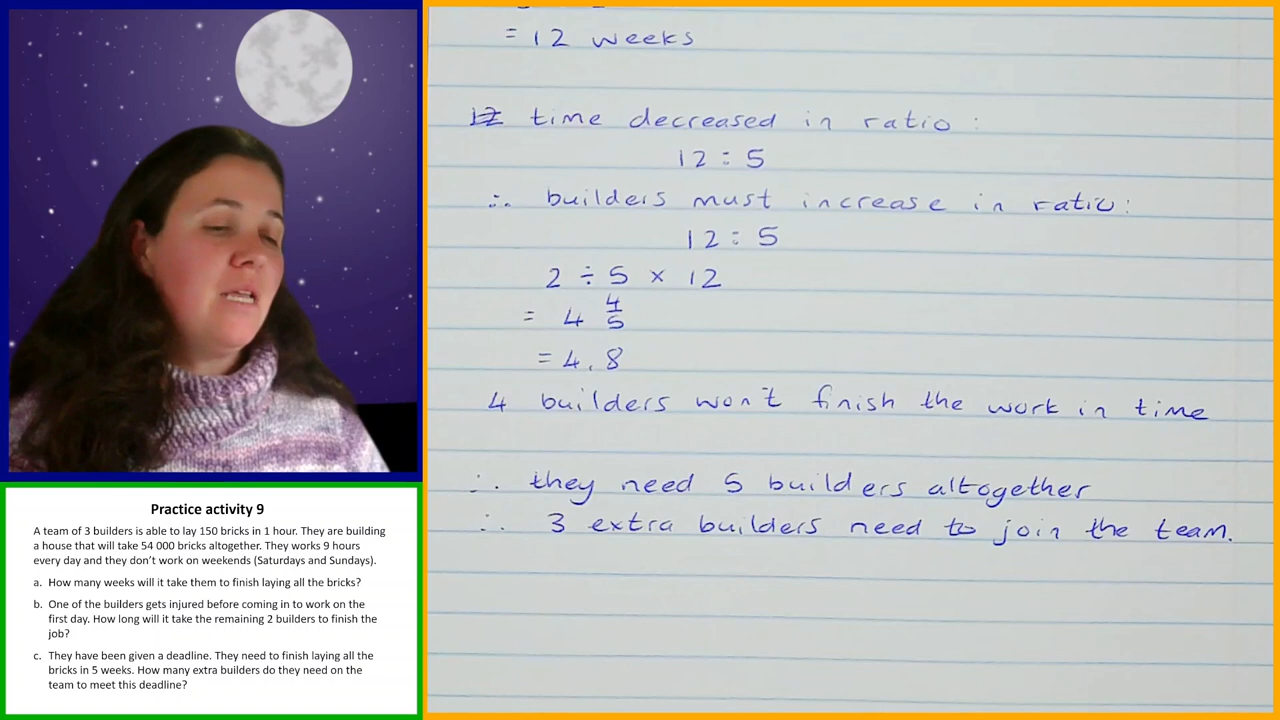 = 12 weeks
time decreased in ratio :
12 : 5
∴ builders must increase in ratio :
12 : 5
2 ÷ 5 × 12
= 4 4/5
= 4.8
4 builders won't finish the work in time
∴ they need 5 builders altogether
∴ 3 extra builders need to join the team.
Practice activity 9
A team of 3 builders is able to lay 150 bricks in 1 hour. They are building
a house that will take 54 000 bricks altogether. They works 9 hours
every day and they don't work on weekends (Saturdays and Sundays).
a. How many weeks will it take them to finish laying all the bricks?
b. One of the builders gets injured before coming in to work on the
first day. How long will it take the remaining 2 builders to finish the
job?
c. They have been given a deadline. They need to finish laying all the
bricks in 5 weeks. How many extra builders do they need on the
team to meet this deadline?